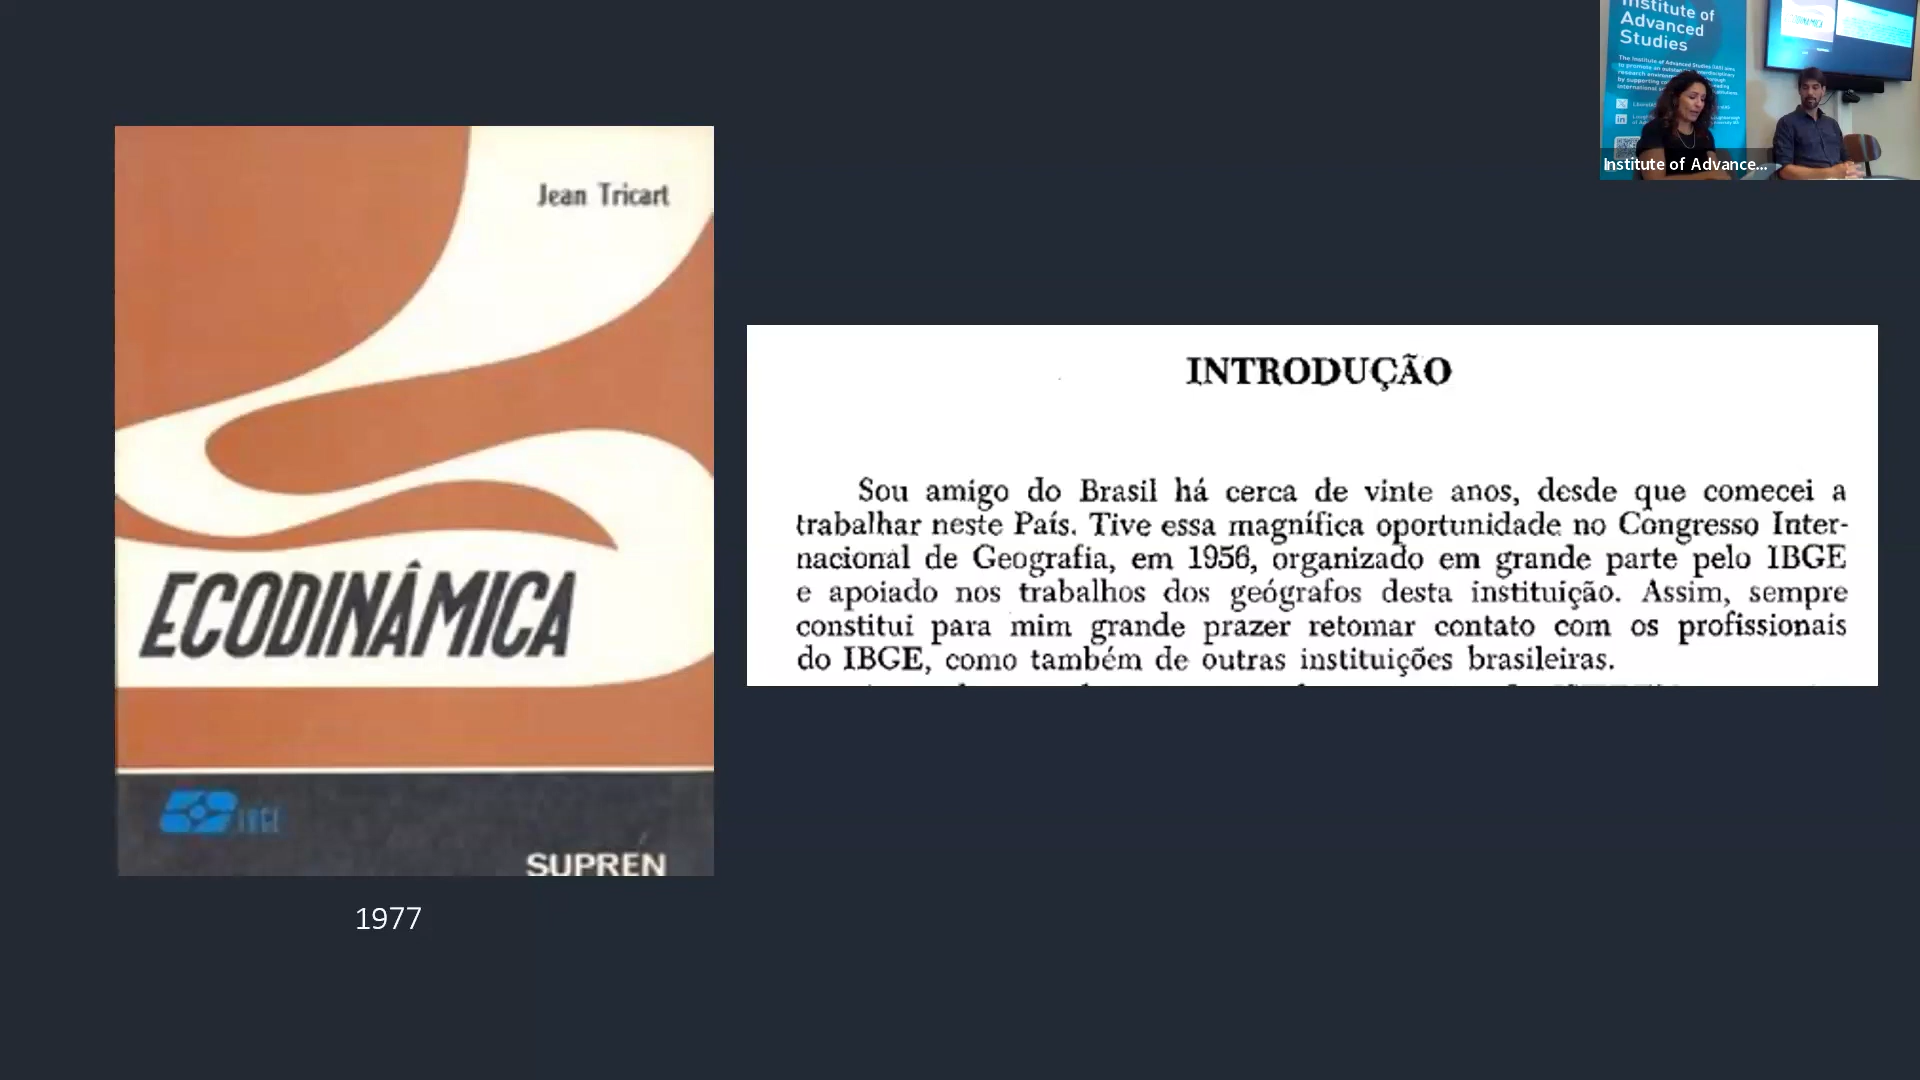 Jean Tricart
ECODINÂMICA
IBGE
SUPREN
1977
INTRODUÇÃO
Sou amigo do Brasil há cerca de vinte anos, desde que comecei a
trabalhar neste País. Tive essa magnífica oportunidade no Congresso Inter-
nacional de Geografia, em 1956, organizado em grande parte pelo IBGE
e apoiado nos trabalhos dos geógrafos desta instituição. Assim, sempre
constitui para mim grande prazer retomar contato com os profissionais
do IBGE, como também de outras instituições brasileiras.
Institute of
Advanced
Studies
Institute of Advance...